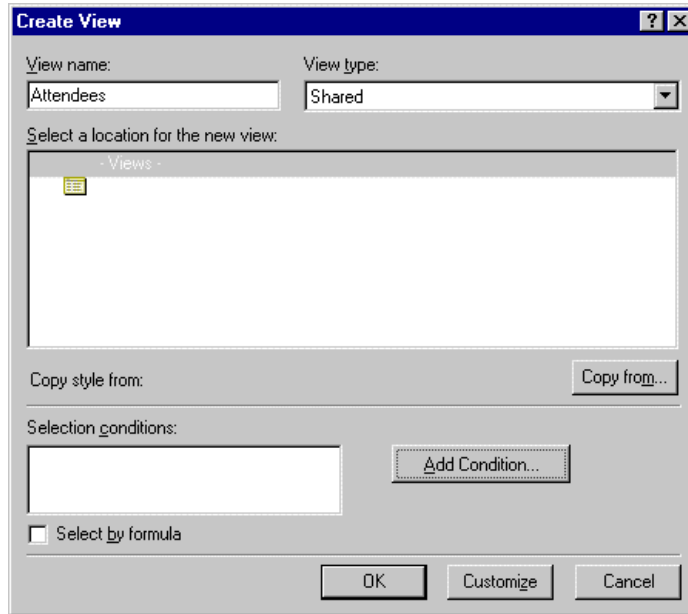 Create View
View name:
View type:
Attendees
Shared
Select a location for the new view:
- Views -
Copy style from:
Copy from...
Selection conditions:
Add Condition...
Select by formula
OK
Customize
Cancel